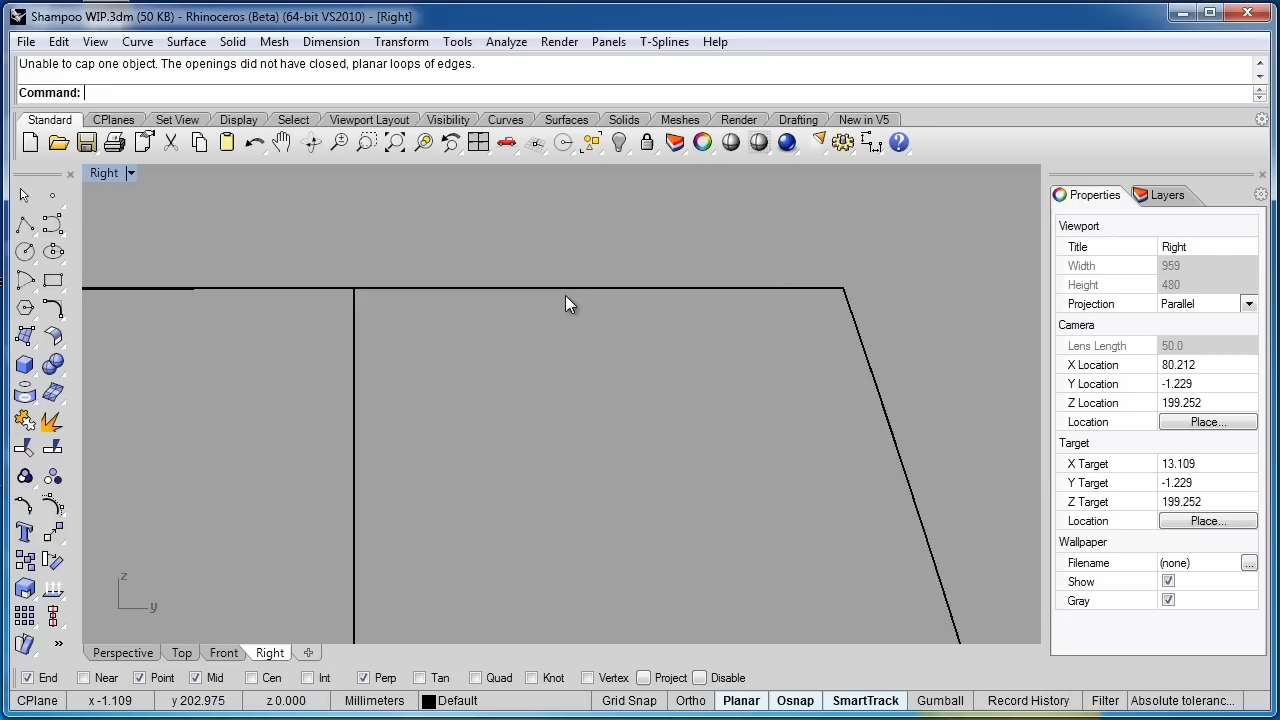 Shampoo WIP.3dm (50 KB) - Rhinoceros (Beta) (64-bit VS2010) - [Right]
File Edit View Curve Surface Solid Mesh Dimension Transform Tools Analyze Render Panels T-Splines Help
Unable to cap one object. The openings did not have closed, planar loops of edges.
Command:
Standard CPlanes Set View Display Select Viewport Layout Visibility Curves Surfaces Solids Meshes Render Drafting New in V5
Right
Properties Layers
Viewport
Title Right
Width 959
Height 480
Projection Parallel
Camera
Lens Length 50.0
X Location 80.212
Y Location -1.229
Z Location 199.252
Location Place...
Target
X Target 13.109
Y Target -1.229
Z Target 199.252
Location Place...
Wallpaper
Filename (none) ...
Show
Gray
z
y
Perspective Top Front Right
End Near Point Mid Cen Int Perp Tan Quad Knot Vertex Project Disable
CPlane x -1.109 y 202.975 z 0.000 Millimeters Default Grid Snap Ortho Planar Osnap SmartTrack Gumball Record History Filter Absolute toleranc...